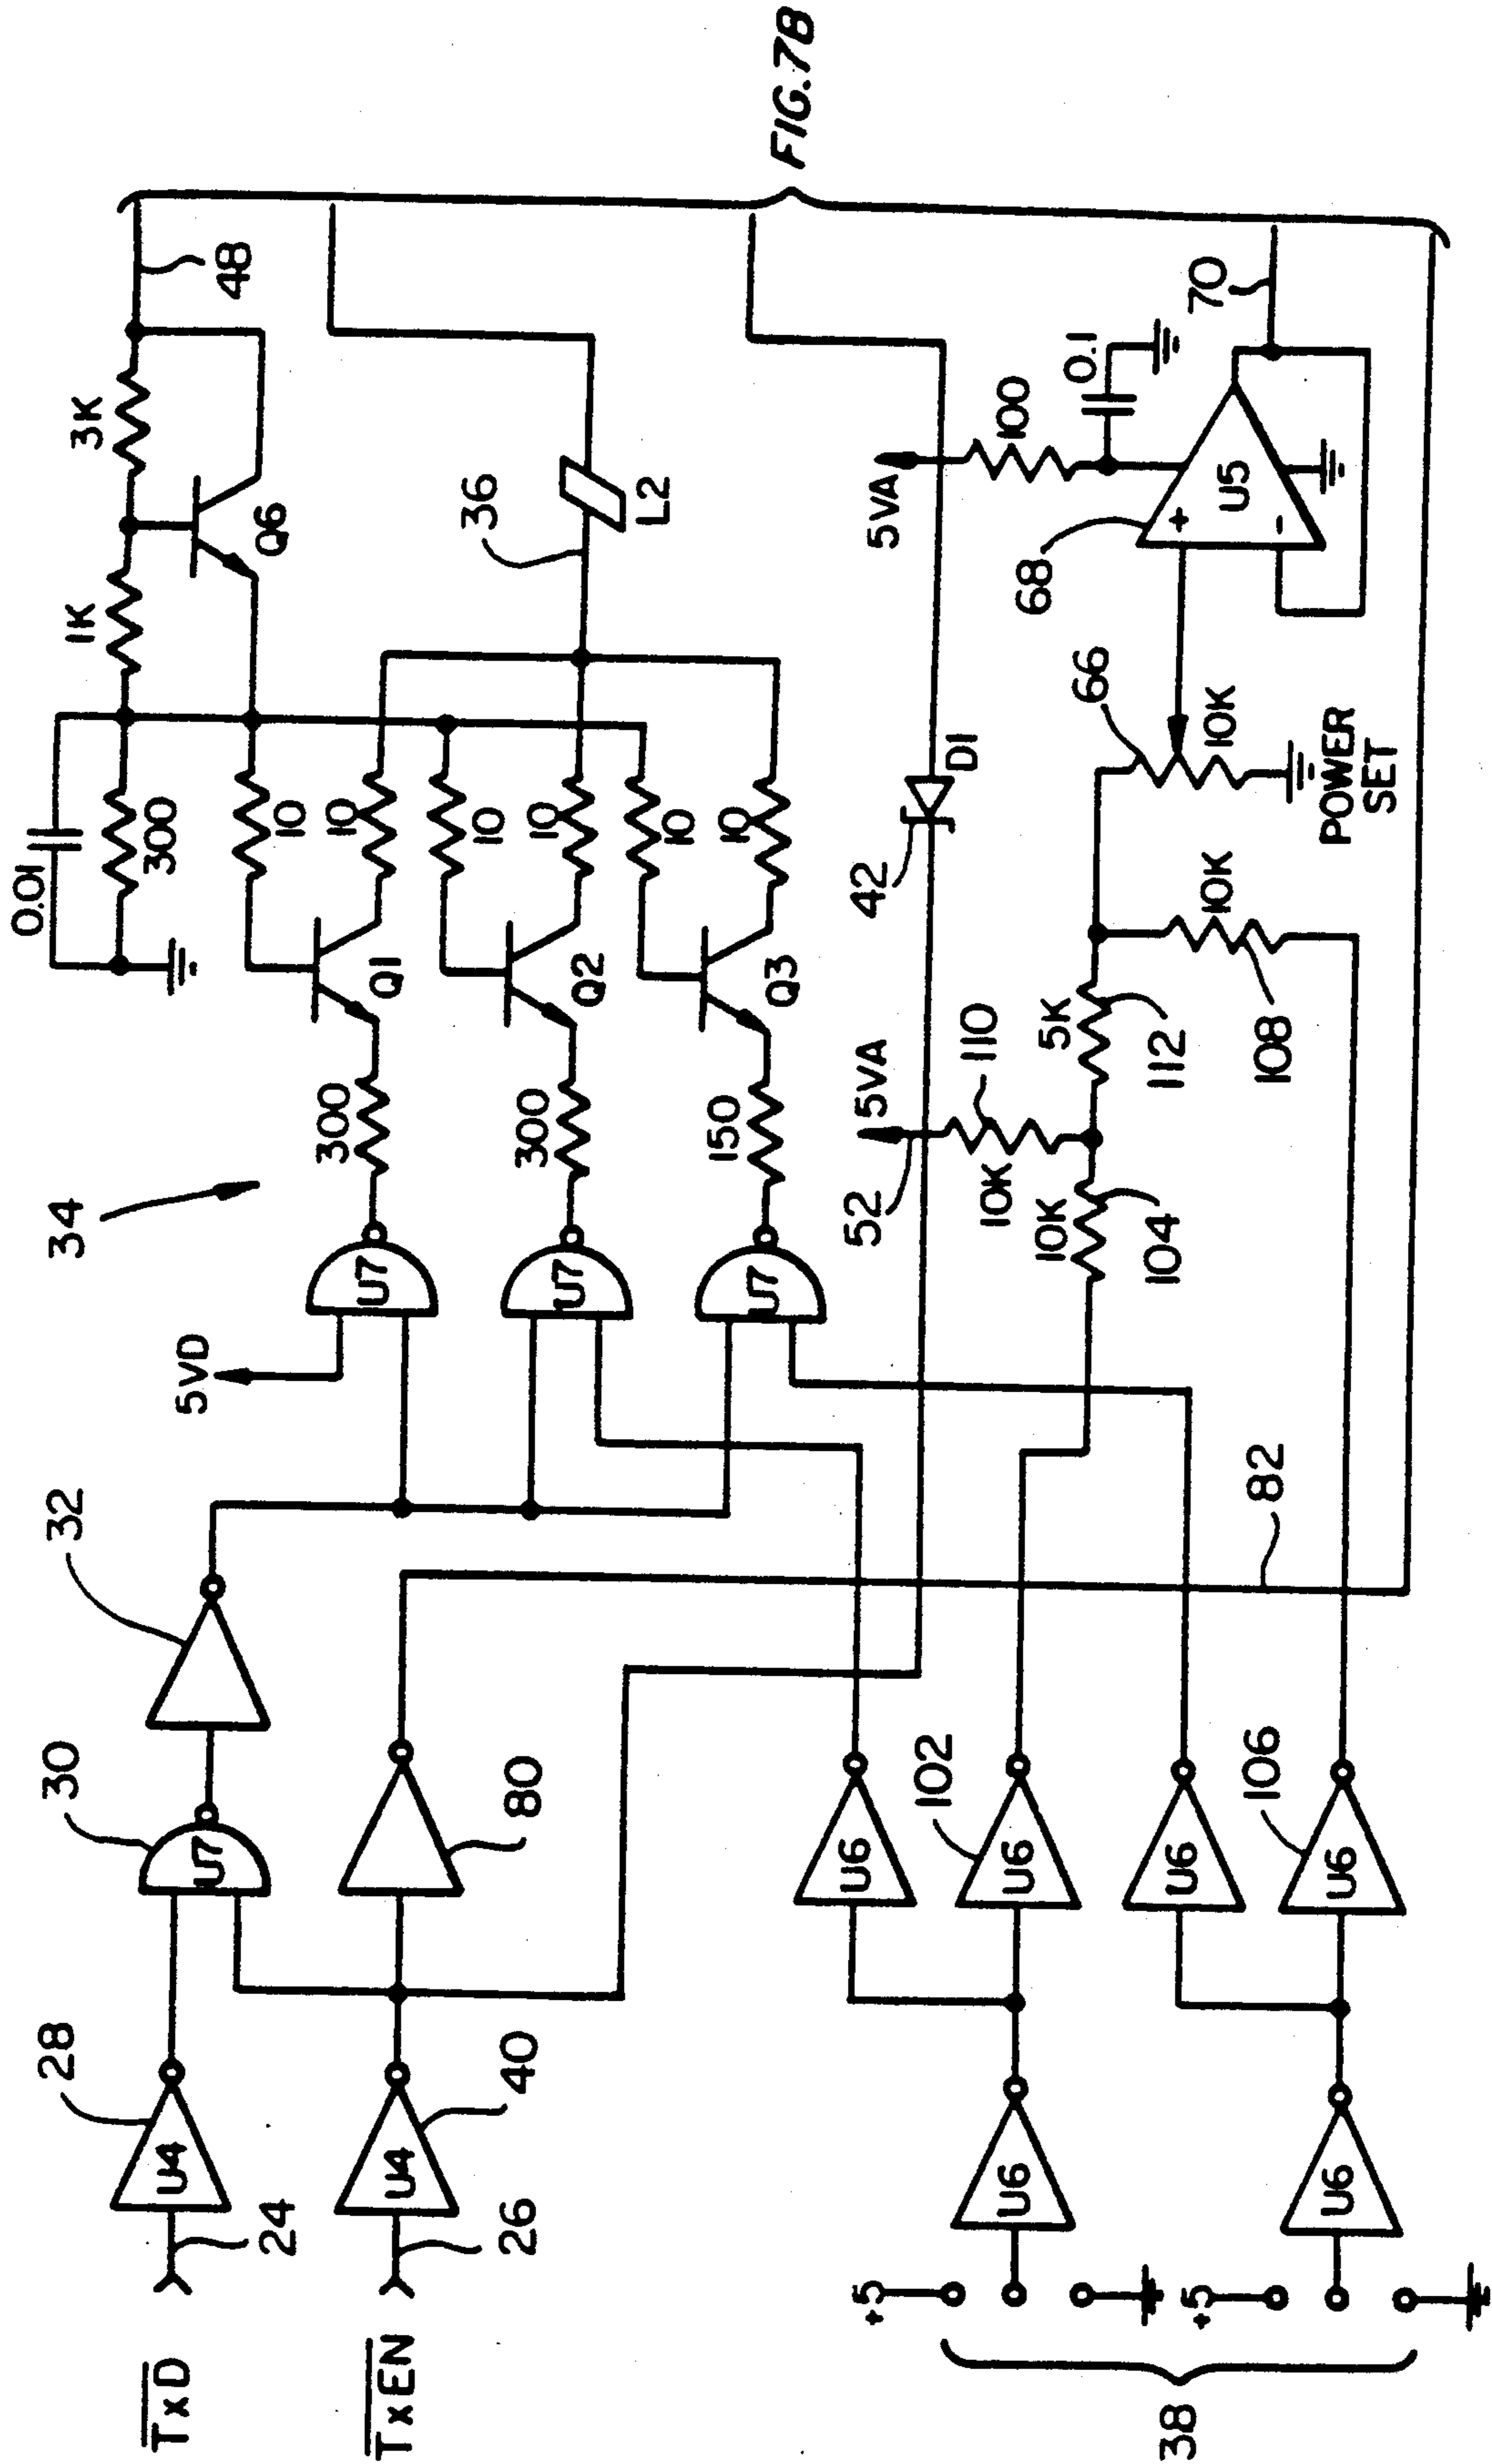 FIG.7B
0.01
1K
3K
48
300
Q6
10
36
34
300
Q1
10
L2
5VD
U7
10
32
300
Q2
10
U7
10
30
U7
150
Q3
10
U7
28
80
U4
24
TxD
40
U4
26
TxEN
42
D1
5VA
100
0.1
5VA
52
110
10K
68
70
U5
+
-
5K
112
66
10K
POWER
SET
10K
104
10K
108
82
+5
U6
102
U6
U6
U6
106
+5
U6
U6
38